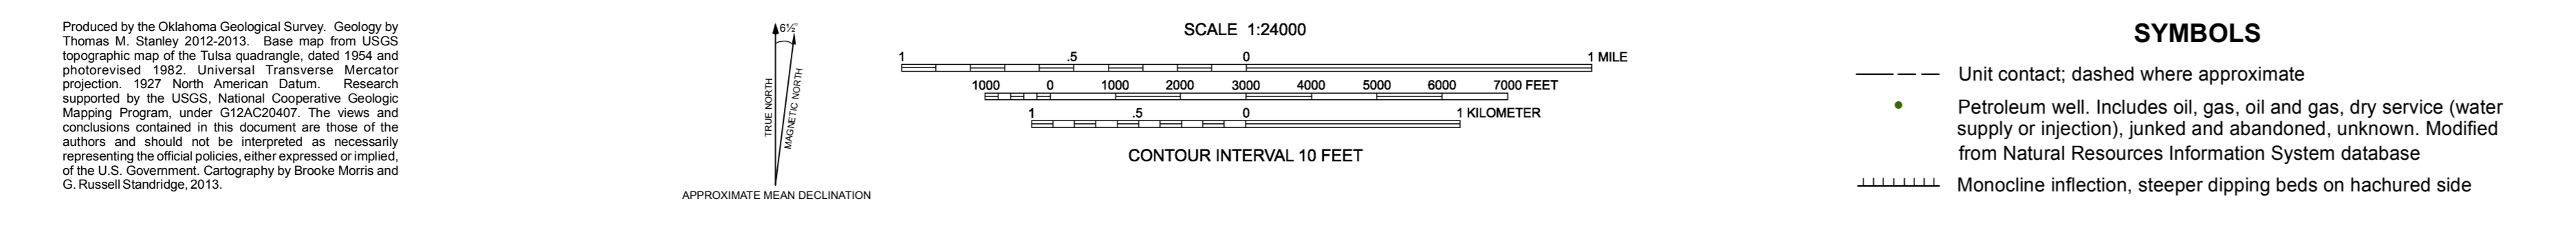 Produced by the Oklahoma Geological Survey. Geology by
Thomas M. Stanley 2012-2013. Base map from USGS
topographic map of the Tulsa quadrangle, dated 1954 and
photorevised 1982. Universal Transverse Mercator
projection. 1927 North American Datum. Research
supported by the USGS, National Cooperative Geologic
Mapping Program, under G12AC20407. The views and
conclusions contained in this document are those of the
authors and should not be interpreted as necessarily
representing the official policies, either expressed or implied,
of the U.S. Government. Cartography by Brooke Morris and
G. Russell Standridge, 2013.
6½°
TRUE NORTH
MAGNETIC NORTH
APPROXIMATE MEAN DECLINATION
SCALE 1:24000
1 .5 0 1 MILE
1000 0 1000 2000 3000 4000 5000 6000 7000 FEET
1 .5 0 1 KILOMETER
CONTOUR INTERVAL 10 FEET
SYMBOLS
Unit contact; dashed where approximate
Petroleum well. Includes oil, gas, oil and gas, dry service (water
supply or injection), junked and abandoned, unknown. Modified
from Natural Resources Information System database
Monocline inflection, steeper dipping beds on hachured side